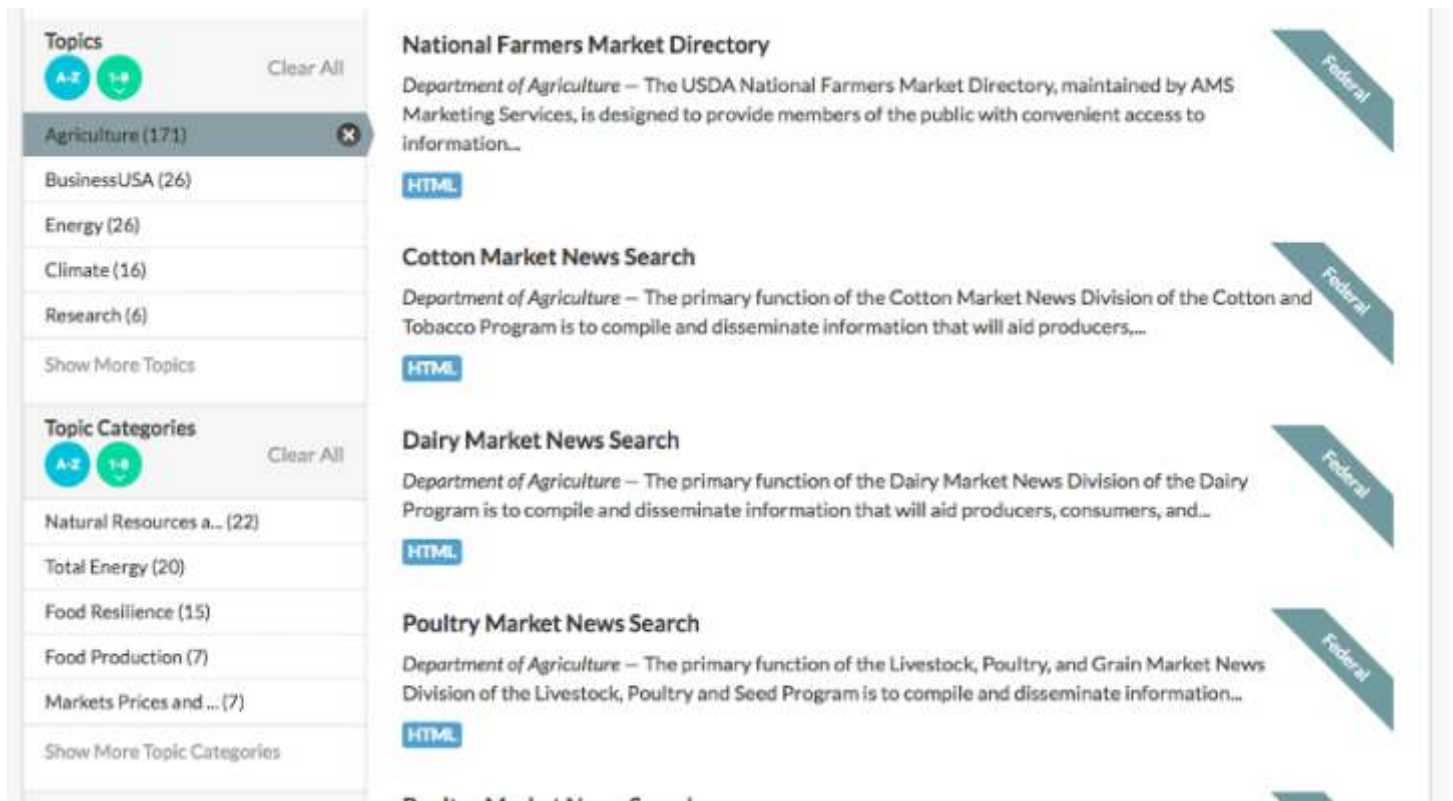 Topics
A-Z 1-9 Clear All
Agriculture (171)
BusinessUSA (26)
Energy (26)
Climate (16)
Research (6)
Show More Topics
Topic Categories
A-Z 1-9 Clear All
Natural Resources a... (22)
Total Energy (20)
Food Resilience (15)
Food Production (7)
Markets Prices and ... (7)
Show More Topic Categories
National Farmers Market Directory
Federal
Department of Agriculture — The USDA National Farmers Market Directory, maintained by AMS
Marketing Services, is designed to provide members of the public with convenient access to
information...
HTML
Cotton Market News Search
Federal
Department of Agriculture — The primary function of the Cotton Market News Division of the Cotton and
Tobacco Program is to compile and disseminate information that will aid producers,...
HTML
Dairy Market News Search
Federal
Department of Agriculture — The primary function of the Dairy Market News Division of the Dairy
Program is to compile and disseminate information that will aid producers, consumers, and...
HTML
Poultry Market News Search
Federal
Department of Agriculture — The primary function of the Livestock, Poultry, and Grain Market News
Division of the Livestock, Poultry and Seed Program is to compile and disseminate information...
HTML